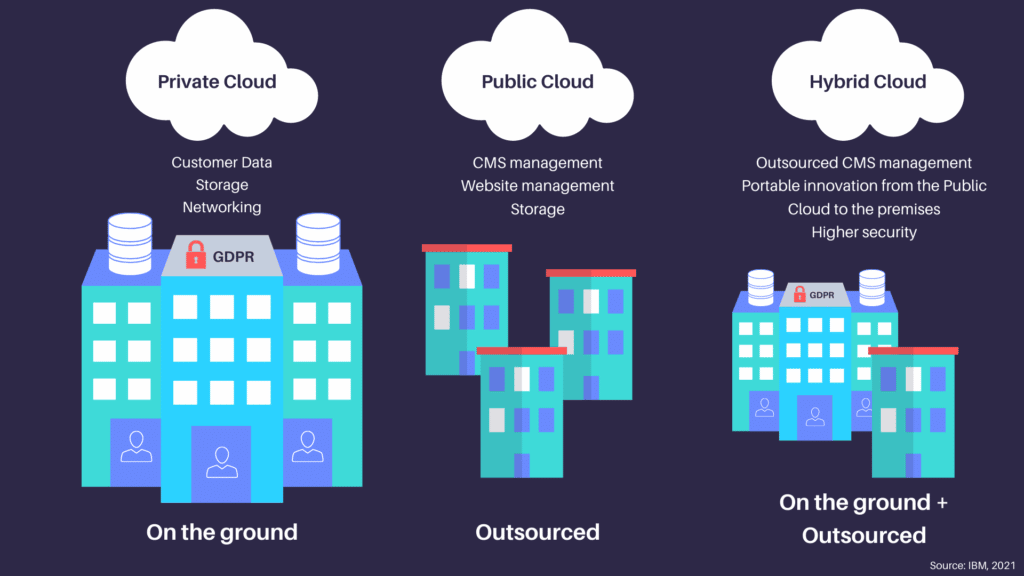 Private Cloud
Customer Data
Storage
Networking
GDPR
On the ground
Public Cloud
CMS management
Website management
Storage
Outsourced
Hybrid Cloud
Outsourced CMS management
Portable innovation from the Public
Cloud to the premises
Higher security
GDPR
On the ground +
Outsourced
Source: IBM, 2021